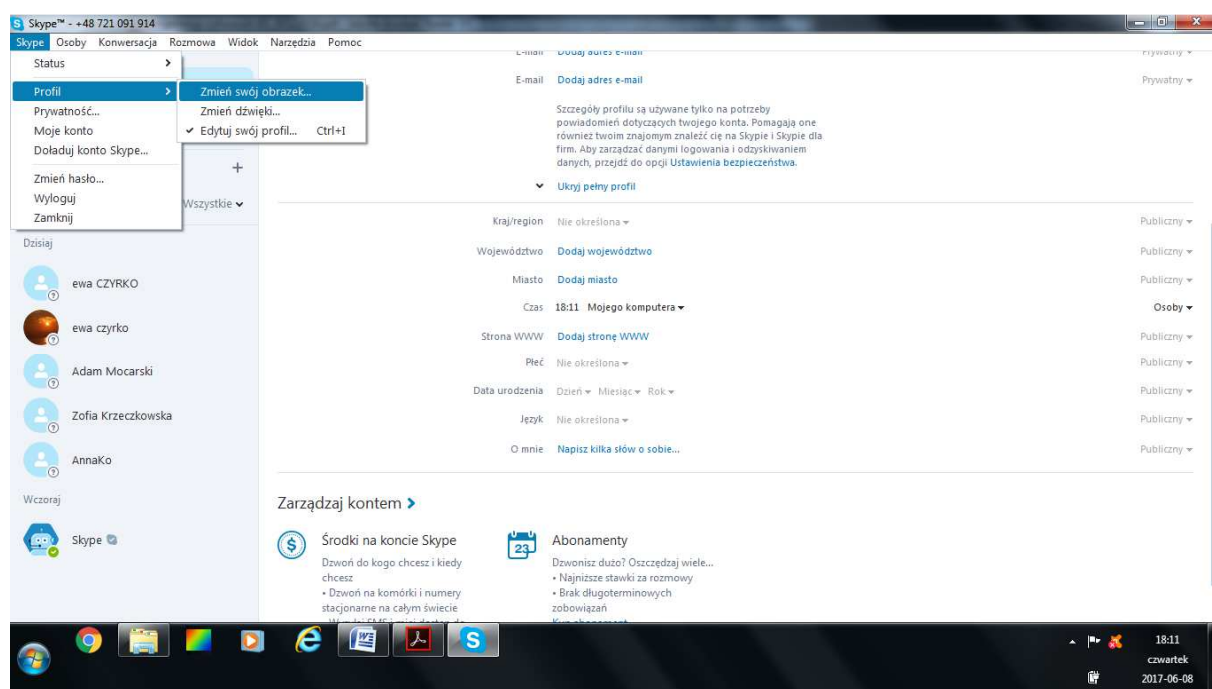 Skype™ - +48 721 091 914
Skype Osoby Konwersacja Rozmowa Widok Narzędzia Pomoc
Status
Profil
Prywatność...
Moje konto
Doładuj konto Skype...
Zmień hasło...
Wyloguj
Zamknij
Zmień swój obrazek...
Zmień dźwięki...
Edytuj swój profil... Ctrl+I
Wszystkie
Dzisiaj
ewa CZYRKO
ewa czyrko
Adam Mocarski
Zofia Krzeczkowska
AnnaKo
Wczoraj
Skype
E-mail Dodaj adres e-mail Prywatny
E-mail Dodaj adres e-mail Prywatny
Szczegóły profilu są używane tylko na potrzeby
powiadomień dotyczących twojego konta. Pomagają one
również twoim znajomym znaleźć cię na Skypie i Skypie dla
firm. Aby zarządzać danymi logowania i odzyskiwaniem
danych, przejdź do opcji Ustawienia bezpieczeństwa.
Ukryj pełny profil
Kraj/region Nie określona Publiczny
Województwo Dodaj województwo Publiczny
Miasto Dodaj miasto Publiczny
Czas 18:11 Mojego komputera Osoby
Strona WWW Dodaj stronę WWW Publiczny
Płeć Nie określona Publiczny
Data urodzenia Dzień Miesiąc Rok Publiczny
Język Nie określona Publiczny
O mnie Napisz kilka słów o sobie... Publiczny
Zarządzaj kontem
Środki na koncie Skype
Dzwoń do kogo chcesz i kiedy
chcesz
• Dzwoń na komórki i numery
stacjonarne na całym świecie
23
Abonamenty
Dzwonisz dużo? Oszczędzaj wiele...
• Najniższe stawki za rozmowy
• Brak długoterminowych
zobowiązań
Kup abonament
18:11
czwartek
2017-06-08